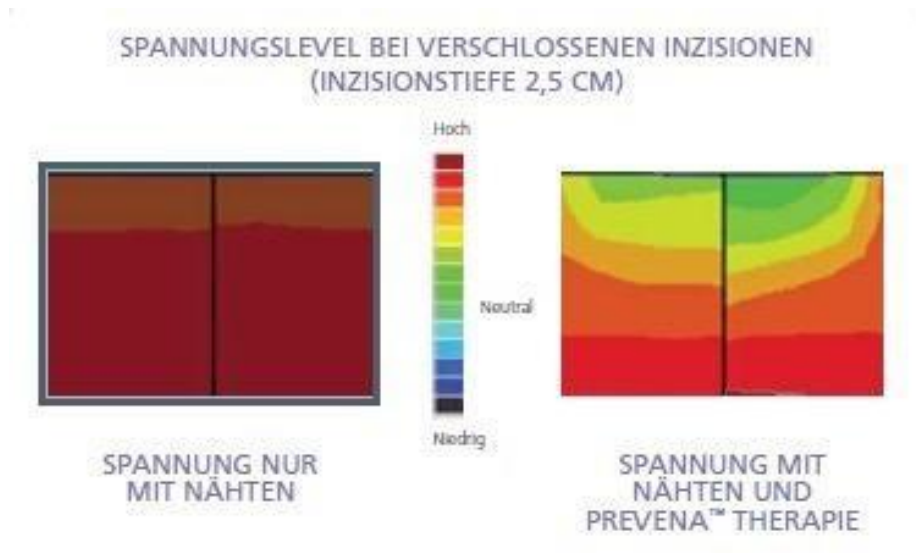 SPANNUNGSLEVEL BEI VERSCHLOSSENEN INZISIONEN
(INZISIONSTIEFE 2,5 CM)
Hoch
Neutral
Niedrig
SPANNUNG NUR
MIT NÄHTEN
SPANNUNG MIT
NÄHTEN UND
PREVENA™ THERAPIE